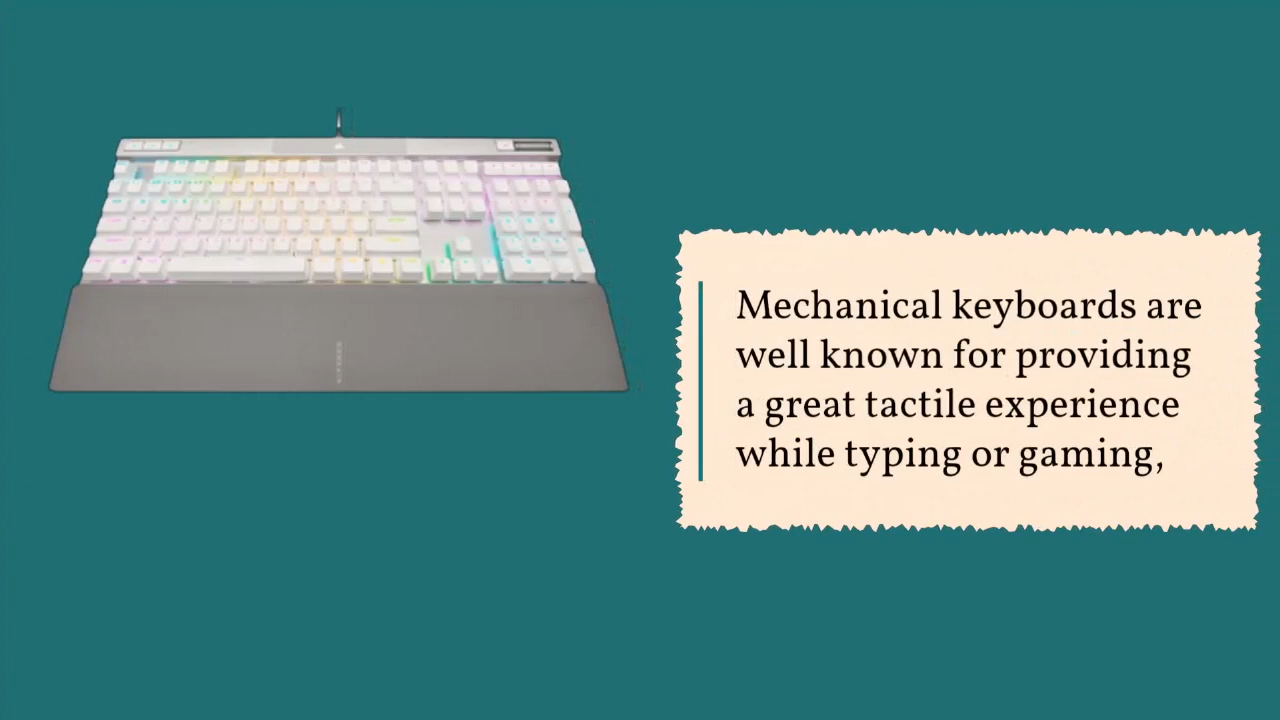 Mechanical keyboards are
well known for providing
a great tactile experience
while typing or gaming,